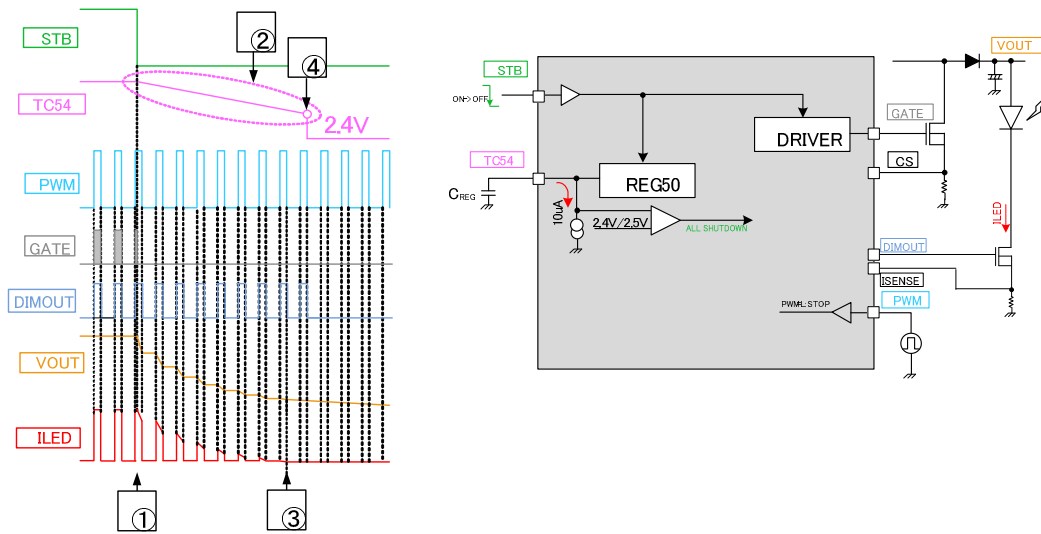 STB
②
④
TC54
2.4V
PWM
GATE
DIMOUT
VOUT
ILED
①
③
STB
ON->OFF
TC54
CREG
10uA
REG50
2.4V/2.5V
ALL SHUTDOWN
DRIVER
GATE
CS
VOUT
ILED
DIMOUT
ISENSE
PWM
PWM=L:STOP